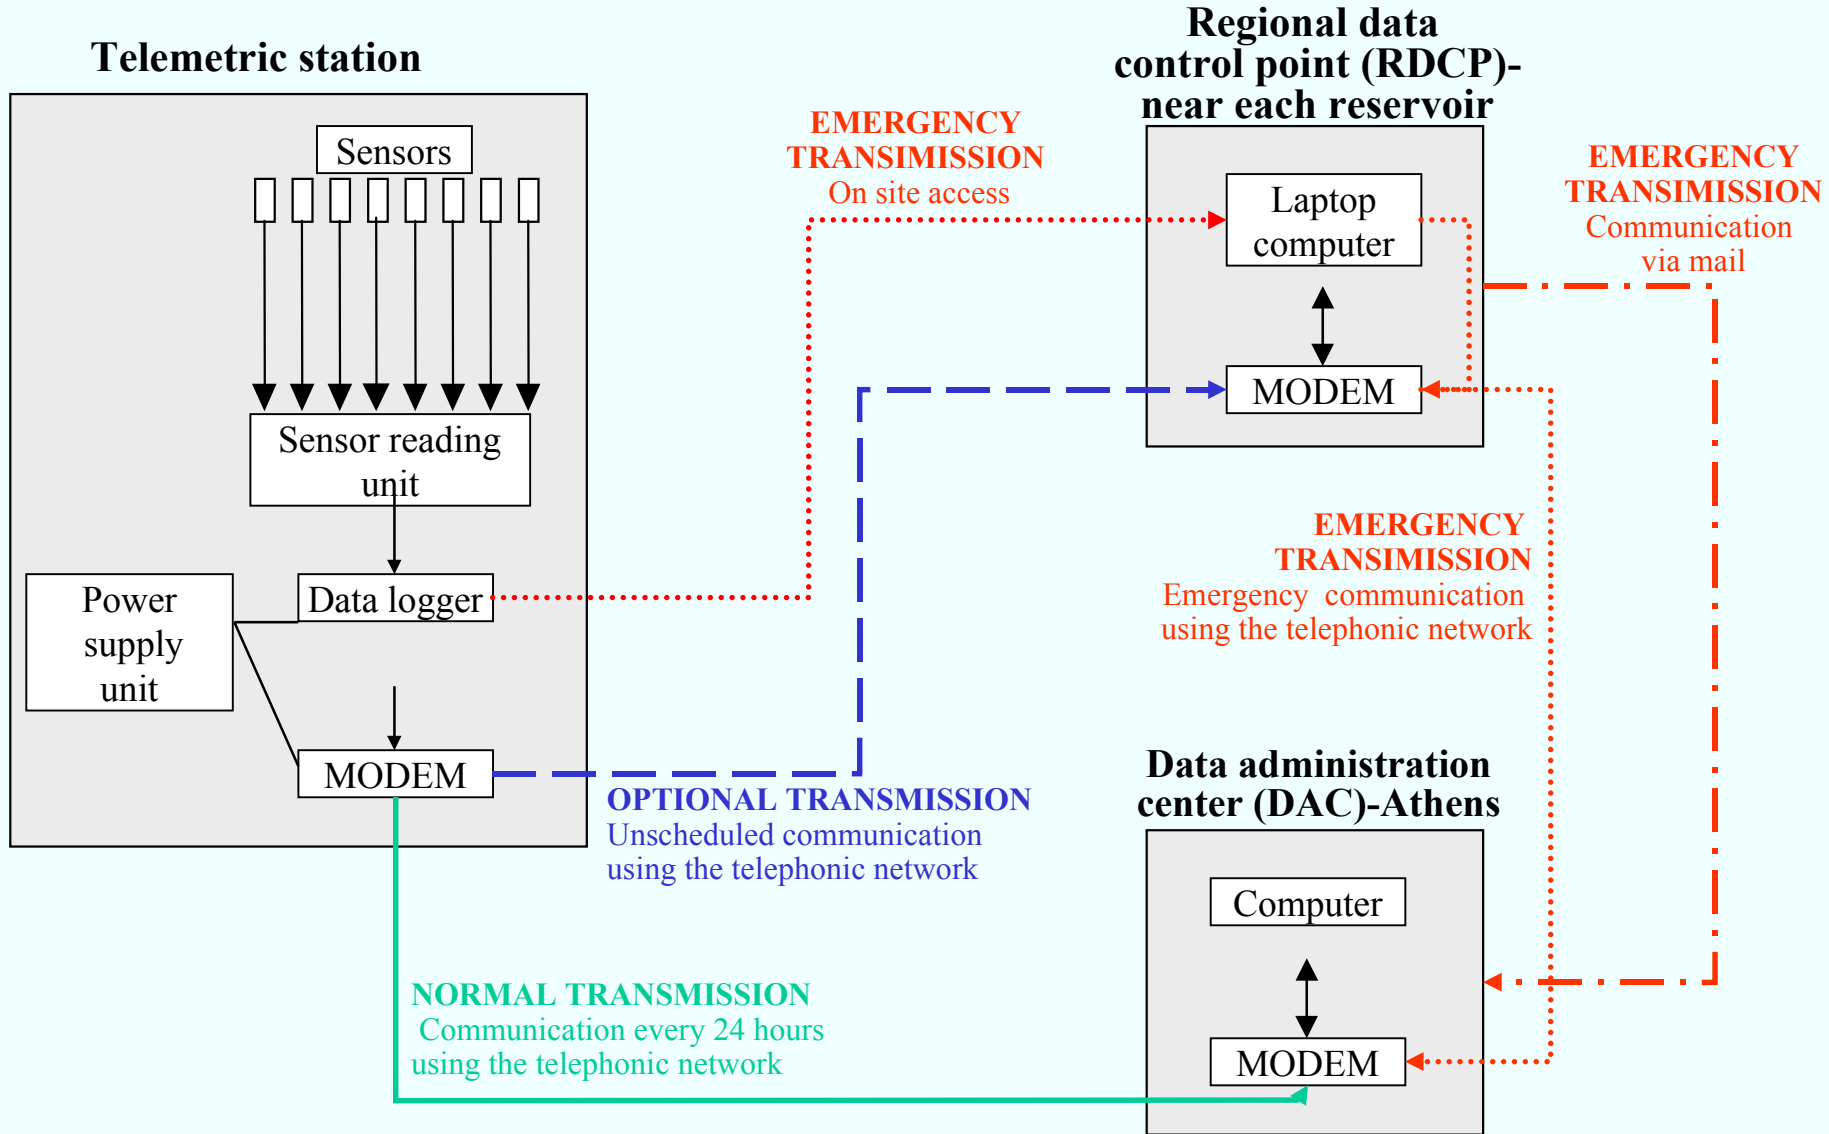 Telemetric station
Sensors
Sensor reading
unit
Power
supply
unit
Data logger
MODEM
EMERGENCY
TRANSIMISSION
On site access
OPTIONAL TRANSMISSION
Unscheduled communication
using the telephonic network
NORMAL TRANSMISSION
Communication every 24 hours
using the telephonic network
Regional data
control point (RDCP)-
near each reservoir
Laptop
computer
MODEM
EMERGENCY
TRANSIMISSION
Communication
via mail
EMERGENCY
TRANSIMISSION
Emergency communication
using the telephonic network
Data administration
center (DAC)-Athens
Computer
MODEM